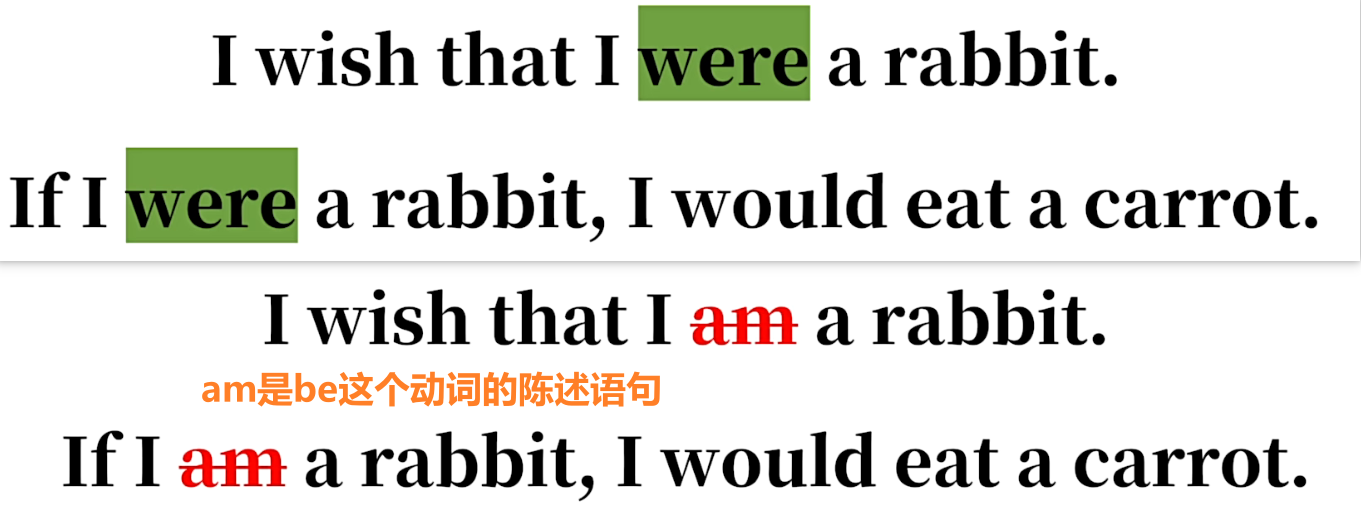 I wish that I were a rabbit.
If I were a rabbit, I would eat a carrot.
I wish that I am a rabbit.
am是be这个动词的陈述语句
If I am a rabbit, I would eat a carrot.